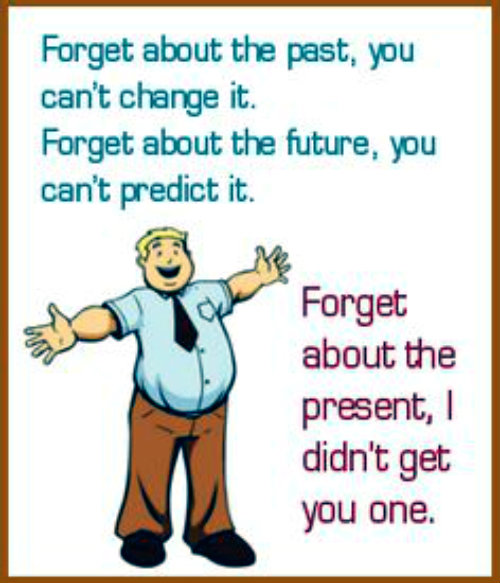 Forget about the past, you
can't change it.
Forget about the future, you
can't predict it.
Forget
about the
present, I
didn't get
you one.